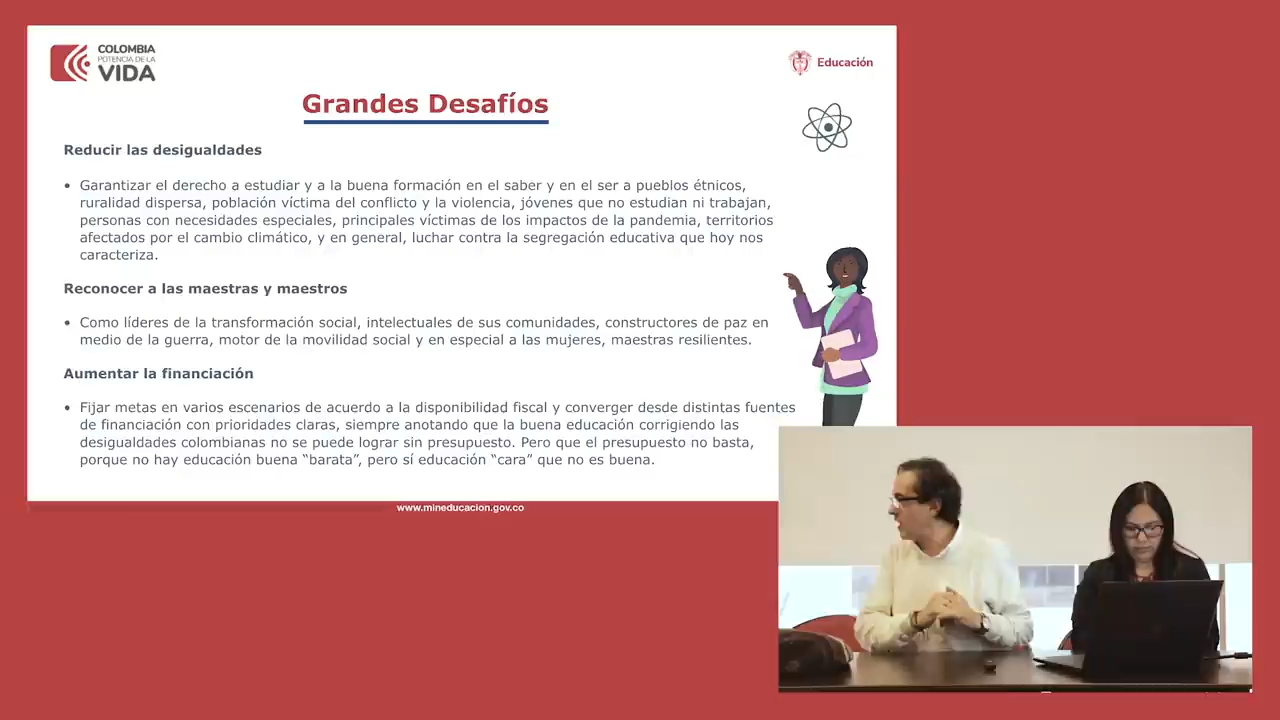 COLOMBIA
POTENCIA DE LA
VIDA
Educación
Grandes Desafíos
Reducir las desigualdades
• Garantizar el derecho a estudiar y a la buena formación en el saber y en el ser a pueblos étnicos,
ruralidad dispersa, población víctima del conflicto y la violencia, jóvenes que no estudian ni trabajan,
personas con necesidades especiales, principales víctimas de los impactos de la pandemia, territorios
afectados por el cambio climático, y en general, luchar contra la segregación educativa que hoy nos
caracteriza.
Reconocer a las maestras y maestros
• Como líderes de la transformación social, intelectuales de sus comunidades, constructores de paz en
medio de la guerra, motor de la movilidad social y en especial a las mujeres, maestras resilientes.
Aumentar la financiación
• Fijar metas en varios escenarios de acuerdo a la disponibilidad fiscal y converger desde distintas fuentes
de financiación con prioridades claras, siempre anotando que la buena educación corrigiendo las
desigualdades colombianas no se puede lograr sin presupuesto. Pero que el presupuesto no basta,
porque no hay educación buena “barata”, pero sí educación “cara” que no es buena.
www.mineducacion.gov.co